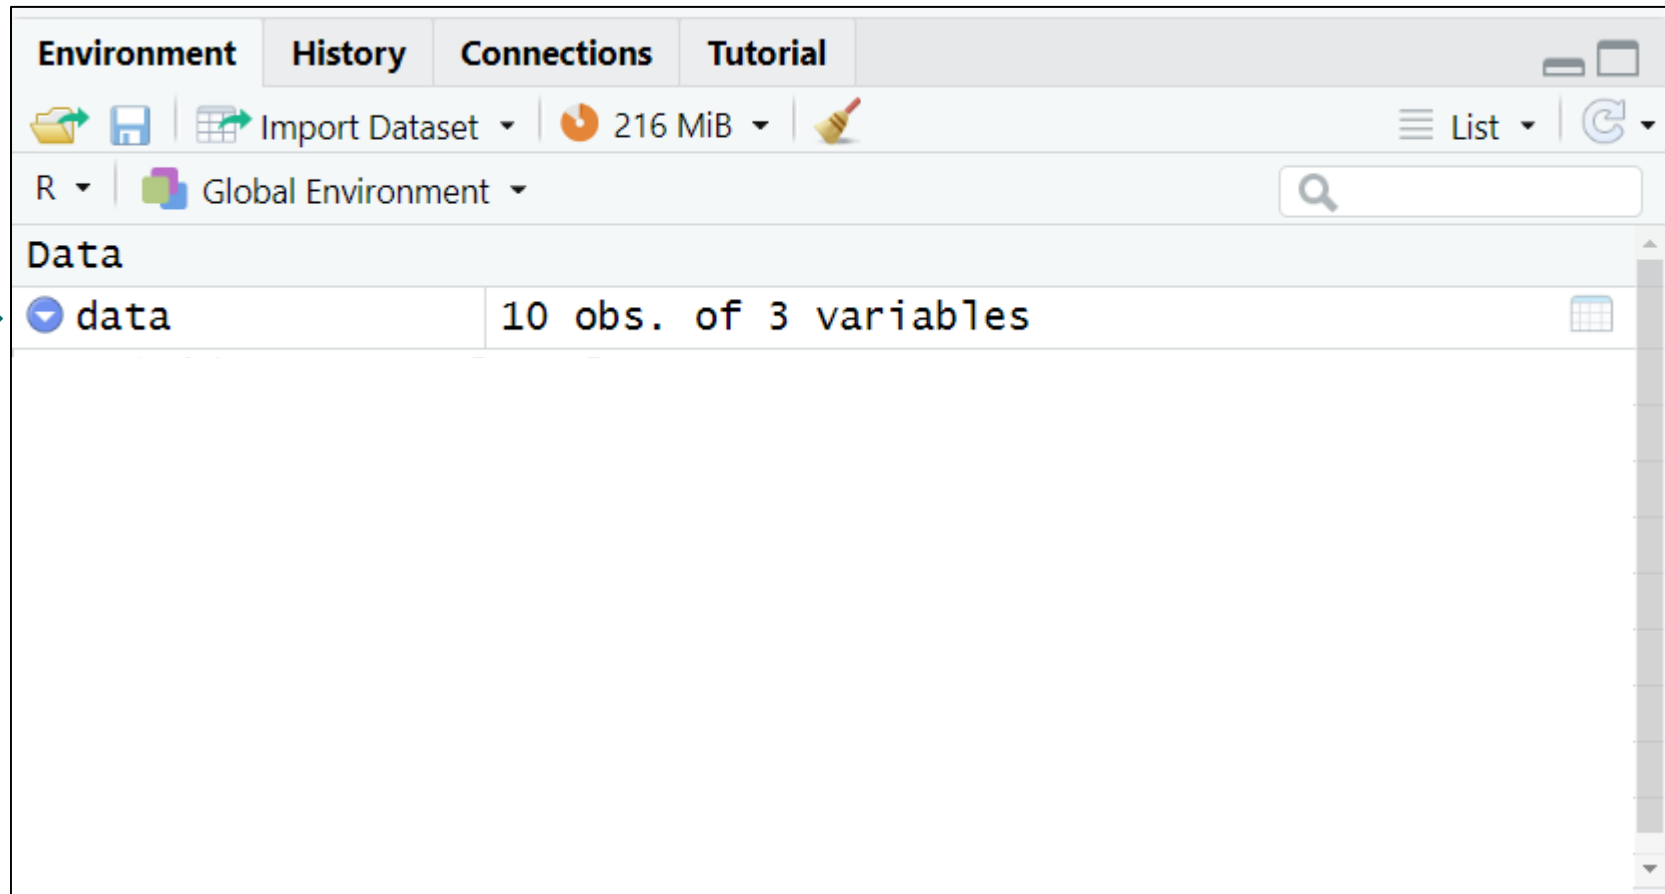 Environment History Connections Tutorial
Import Dataset 216 MiB List
R Global Environment
Data
data 10 obs. of 3 variables